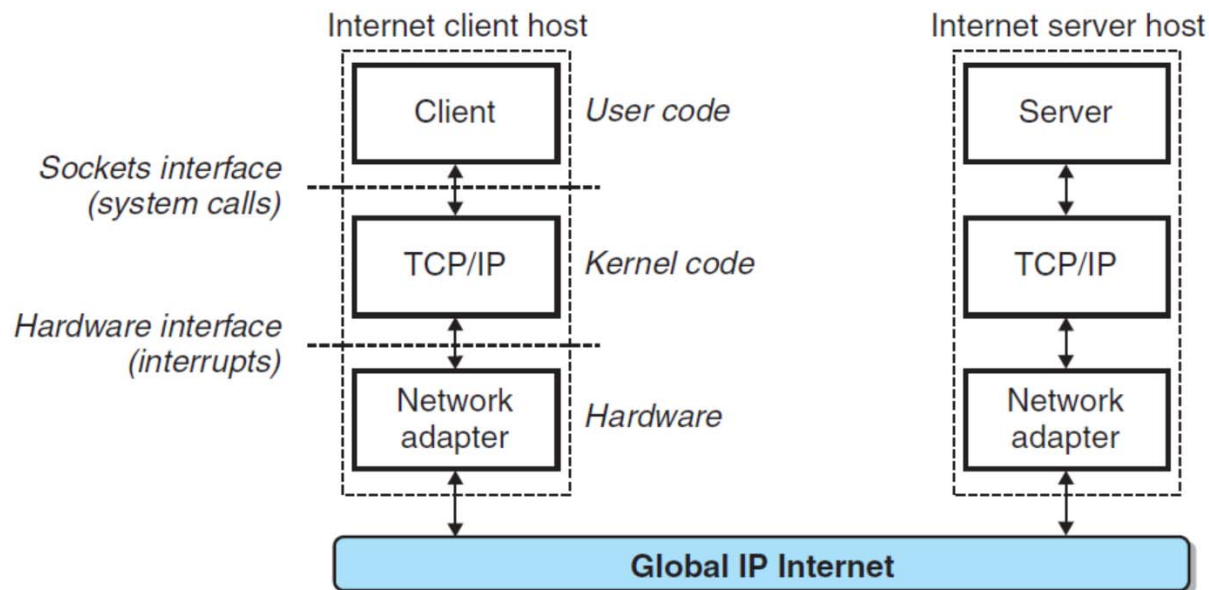 Internet client host
Internet server host
Client
User code
Server
Sockets interface
(system calls)
TCP/IP
Kernel code
TCP/IP
Hardware interface
(interrupts)
Network
adapter
Hardware
Network
adapter
Global IP Internet